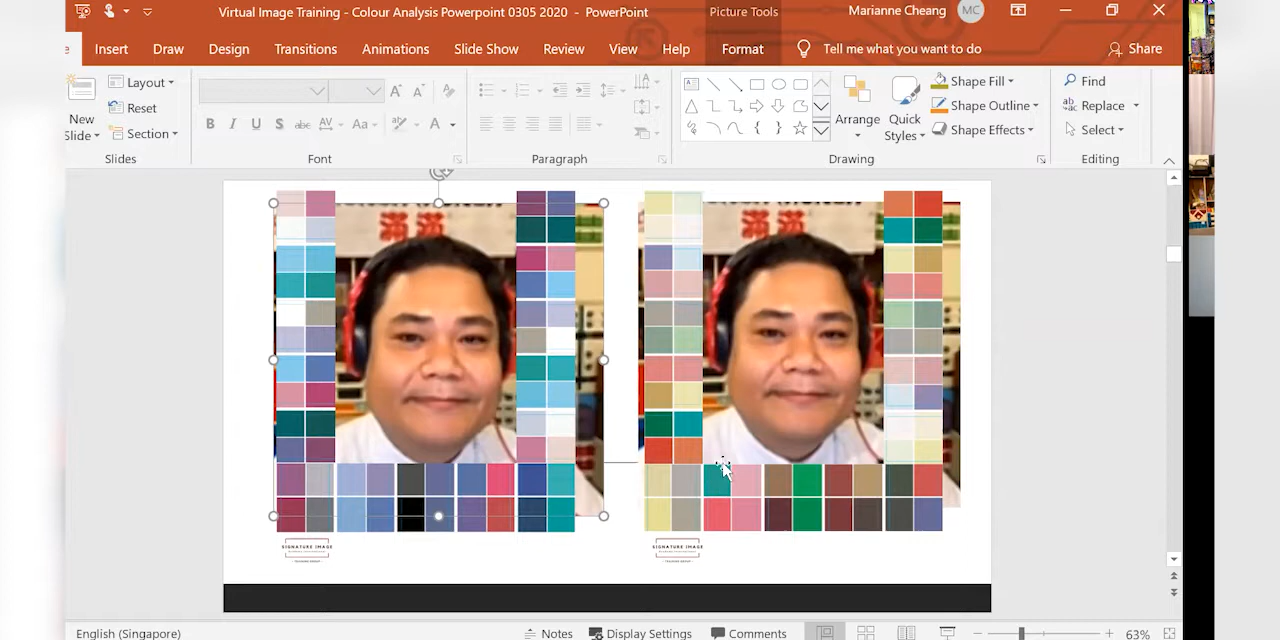 Virtual Image Training - Colour Analysis Powerpoint 0305 2020 - PowerPoint
Picture Tools
Marianne Cheang
MC
e Insert Draw Design Transitions Animations Slide Show Review View Help Format Tell me what you want to do Share
New Slide
Layout
Reset
Section
Slides
B I U S abc AV Aa A
Font
Paragraph
Arrange
Quick Styles
Shape Fill
Shape Outline
Shape Effects
Drawing
Find
Replace
Select
Editing
SIGNATURE IMAGE
SIGNATURE IMAGE
English (Singapore)
Notes
Display Settings
Comments
63%